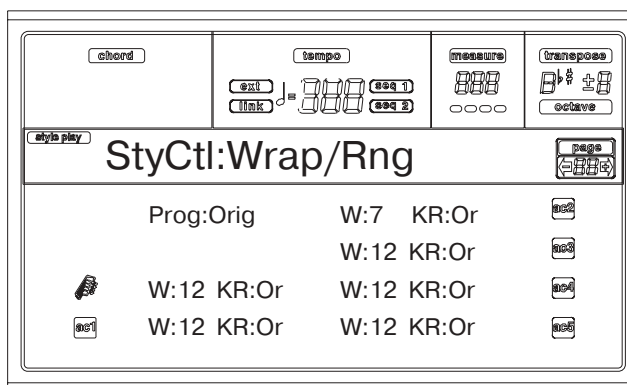 chord tempo measure transpose
ext seq 1
link seq 2 octave
style play
StyCtl:Wrap/Rng page
Prog:Orig W:7 KR:Or ac2
W:12 KR:Or ac3
W:12 KR:Or W:12 KR:Or ac4
ac1 W:12 KR:Or W:12 KR:Or ac5